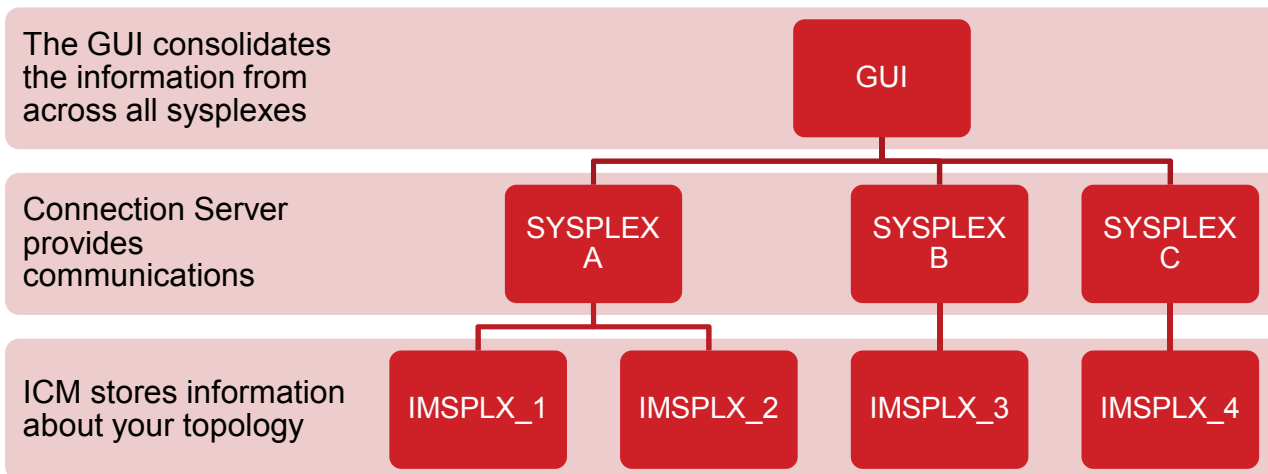 The GUI consolidates
the information from
across all sysplexes
GUI
Connection Server
provides
communications
SYSPLEX
A
SYSPLEX
B
SYSPLEX
C
ICM stores information
about your topology
IMSPLX_1
IMSPLX_2
IMSPLX_3
IMSPLX_4